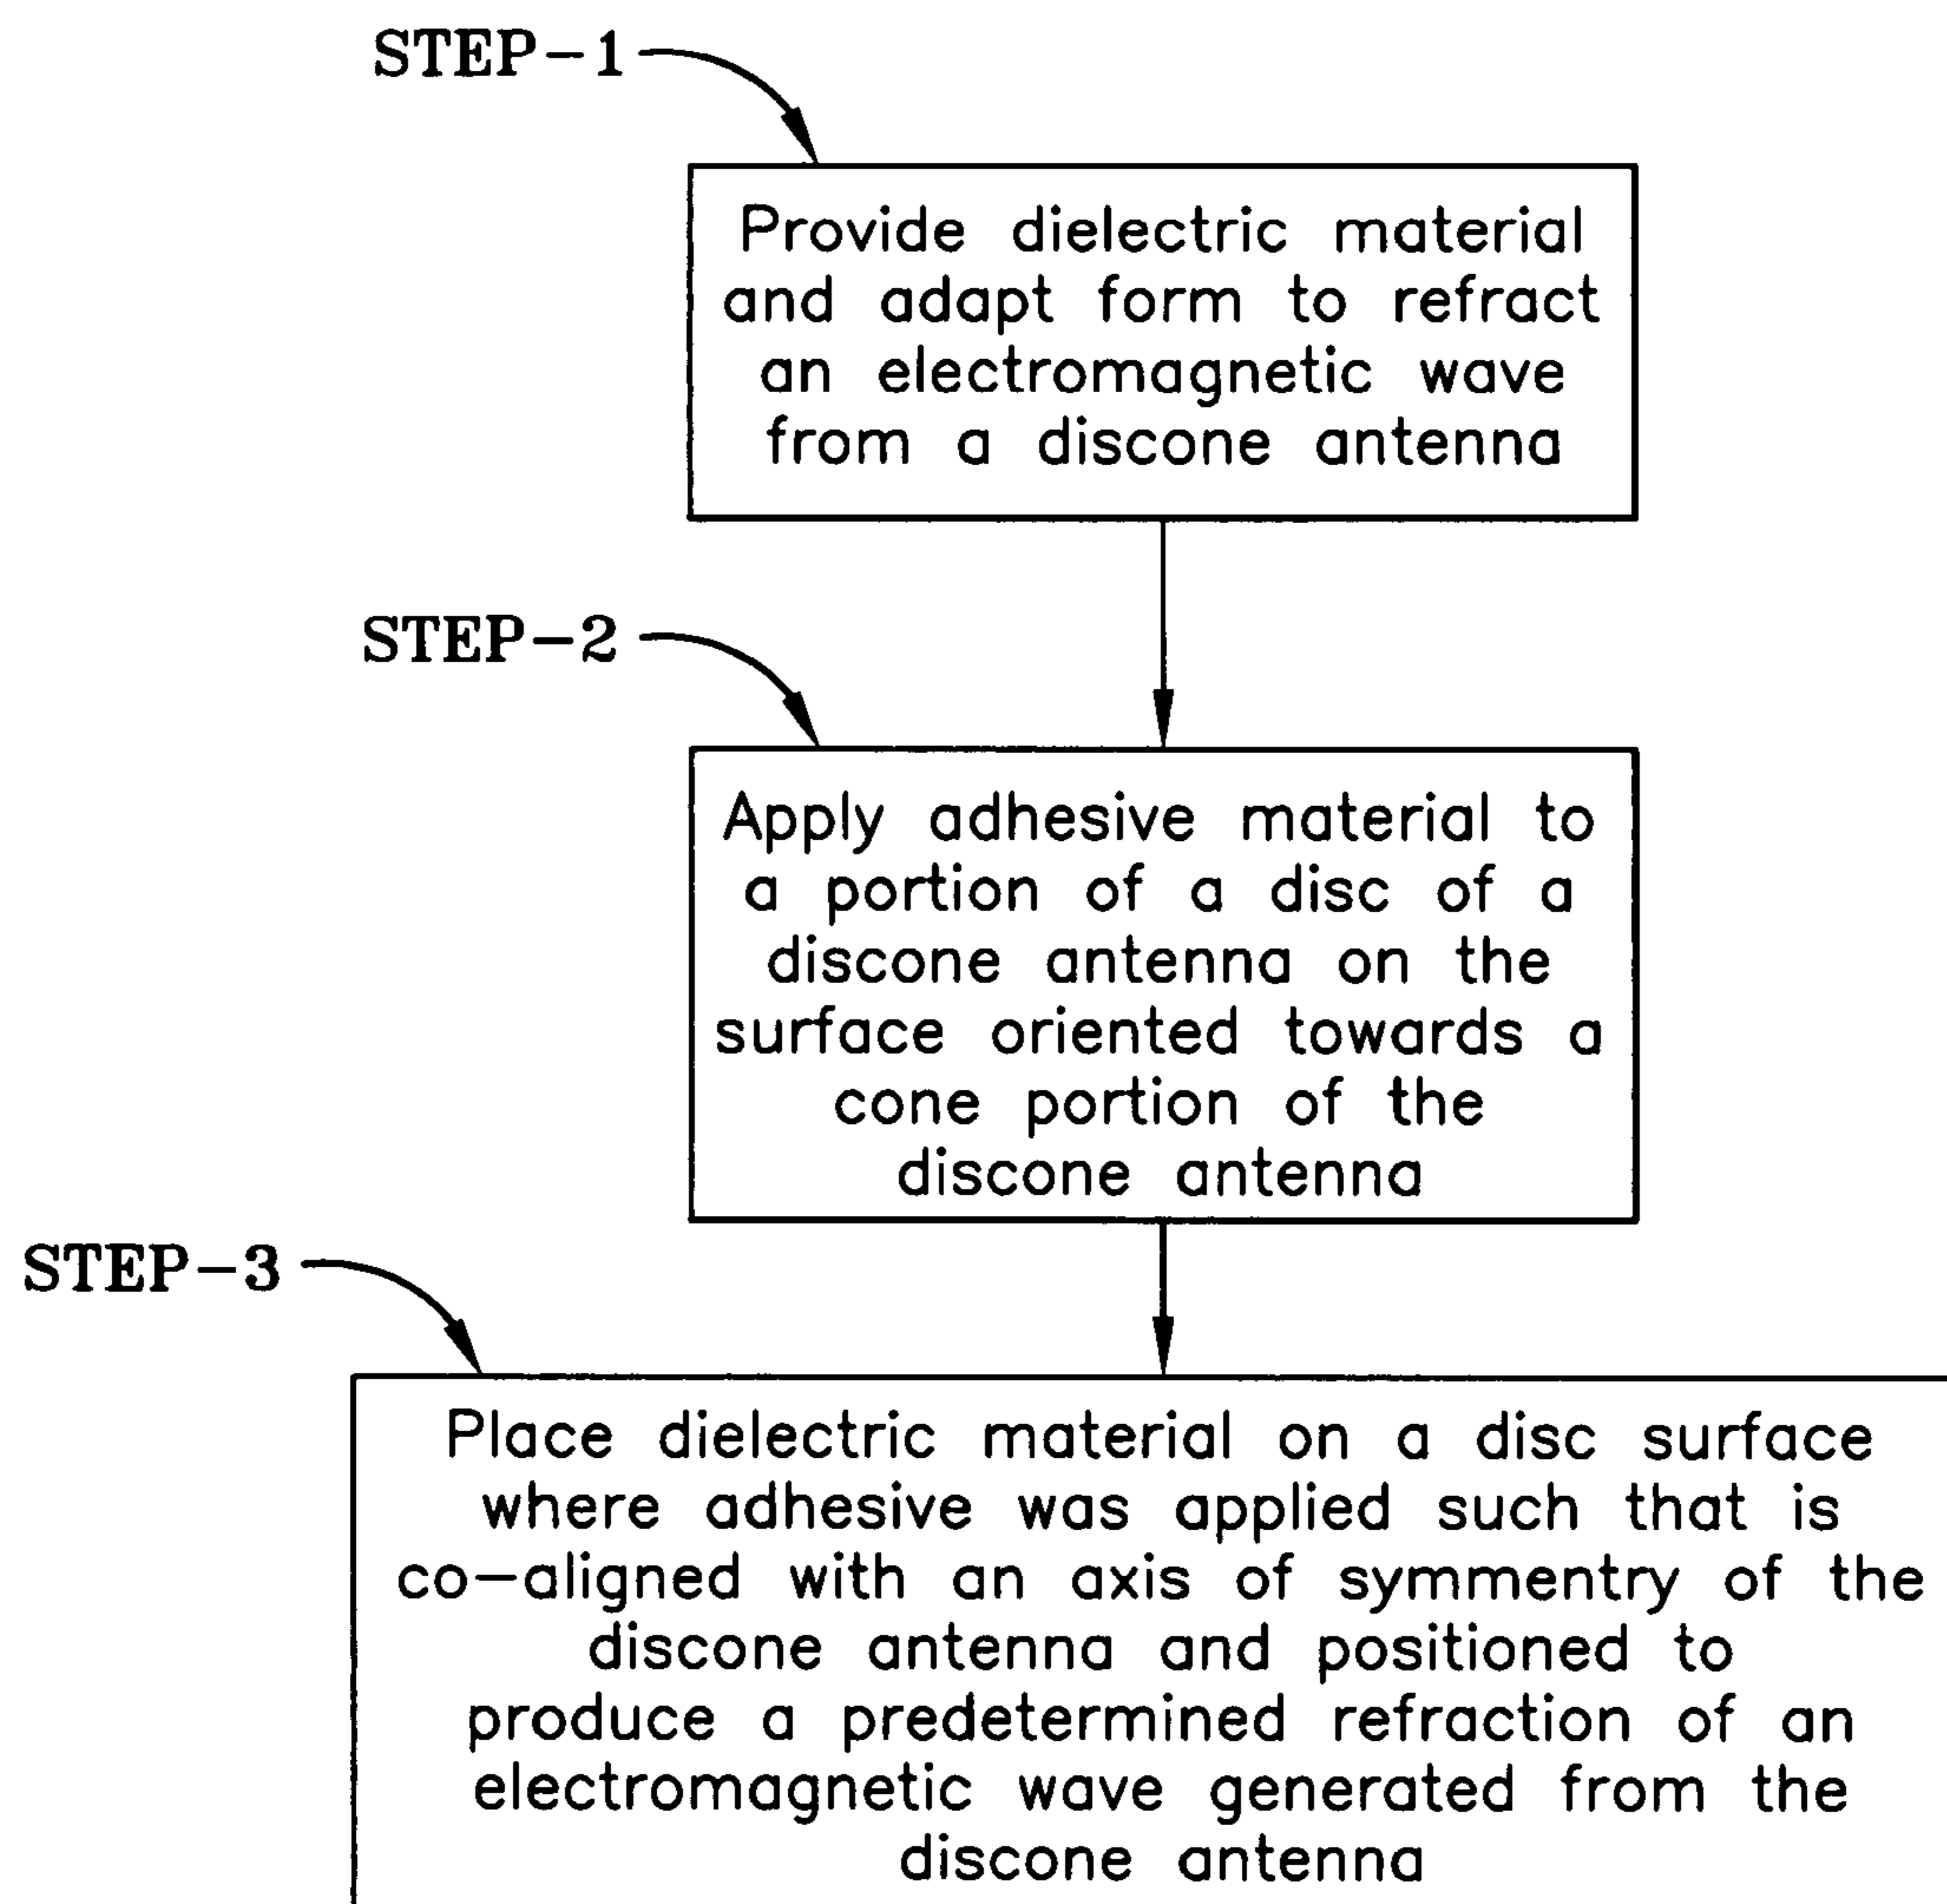 STEP-1
Provide dielectric material
and adapt form to refract
an electromagnetic wave
from a discone antenna
STEP-2
Apply adhesive material to
a portion of a disc of a
discone antenna on the
surface oriented towards a
cone portion of the
discone antenna
STEP-3
Place dielectric material on a disc surface
where adhesive was applied such that is
co-aligned with an axis of symmentry of the
discone antenna and positioned to
produce a predetermined refraction of an
electromagnetic wave generated from the
discone antenna